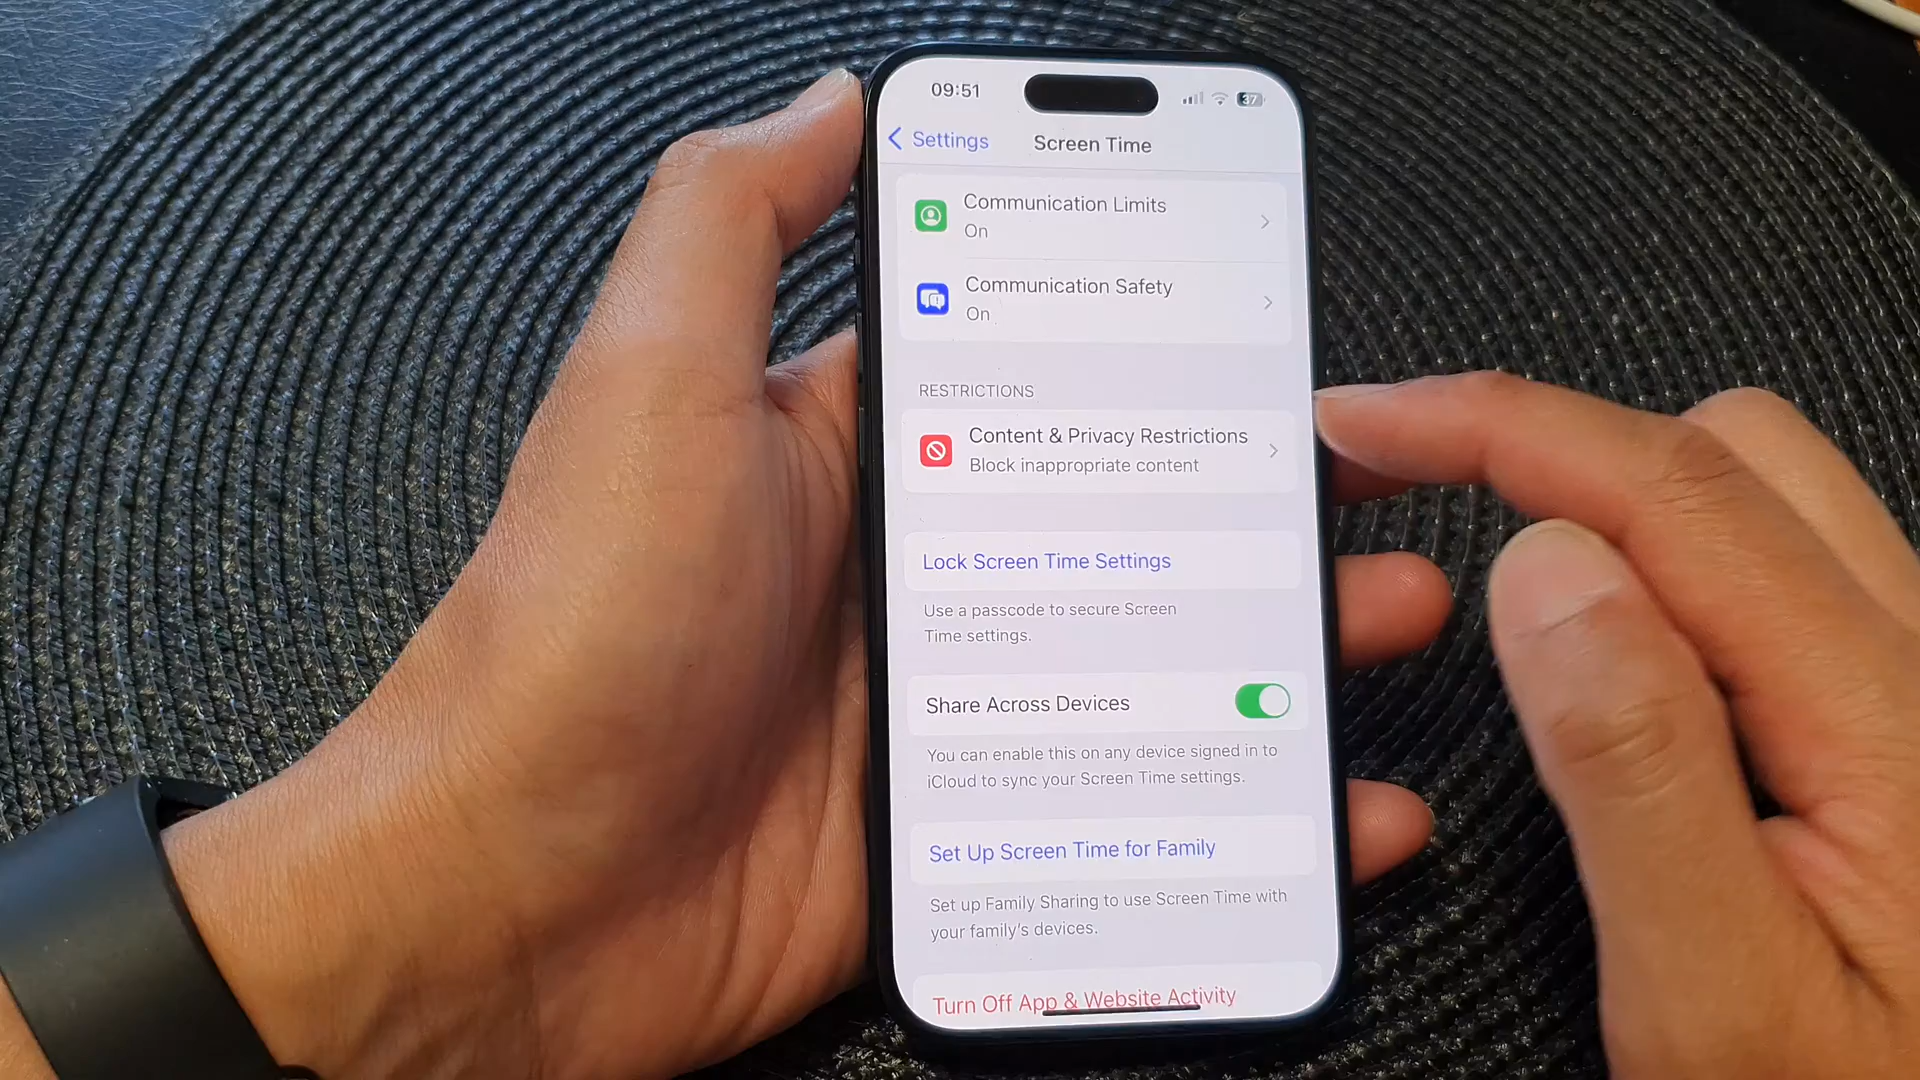 09:51
37
Settings
Screen Time
Communication Limits
On
Communication Safety
On
RESTRICTIONS
Content & Privacy Restrictions
Block inappropriate content
Lock Screen Time Settings
Use a passcode to secure Screen
Time settings.
Share Across Devices
You can enable this on any device signed in to
iCloud to sync your Screen Time settings.
Set Up Screen Time for Family
Set up Family Sharing to use Screen Time with
your family's devices.
Turn Off App & Website Activity